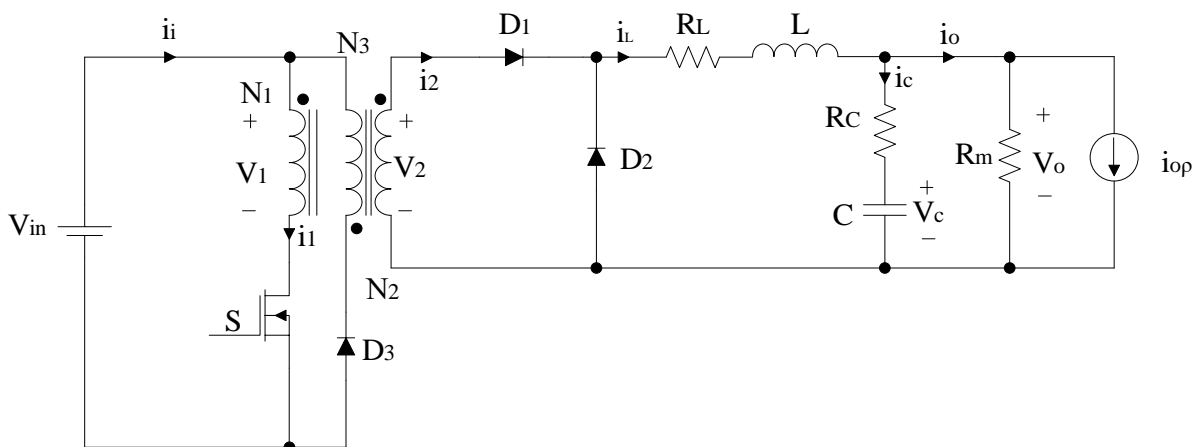 ii
N3
D1
iL
RL
L
io
i2
ic
N1
+
V1
–
+
V2
–
RC
D2
Rm
+
Vo
–
ioρ
C
+
Vc
–
Vin
i1
N2
S
D3